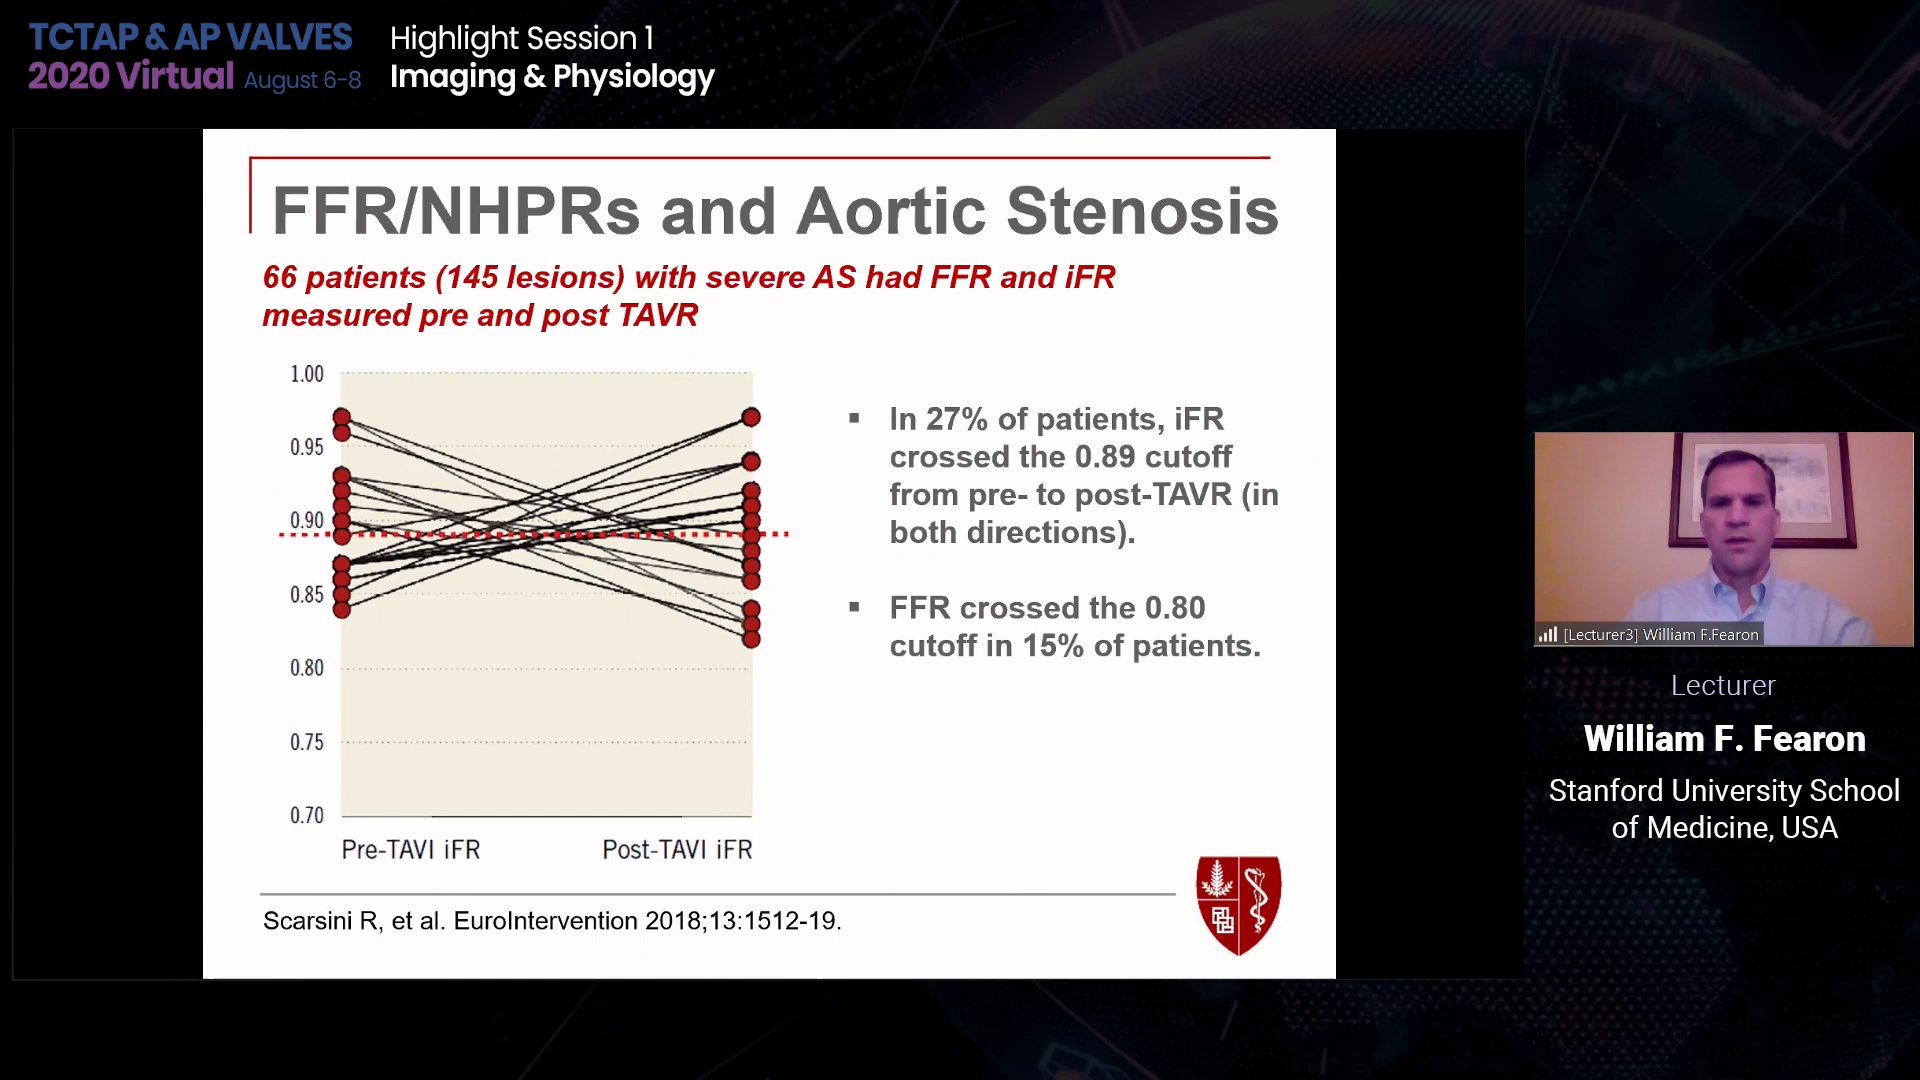 TCTAP & AP VALVES
2020 Virtual August 6-8
Highlight Session 1
Imaging & Physiology
FFR/NHPRs and Aortic Stenosis
66 patients (145 lesions) with severe AS had FFR and iFR
measured pre and post TAVR
1.00
0.95
0.90
0.85
0.80
0.75
0.70
Pre-TAVI iFR
Post-TAVI iFR
▪ In 27% of patients, iFR
crossed the 0.89 cutoff
from pre- to post-TAVR (in
both directions).
▪ FFR crossed the 0.80
cutoff in 15% of patients.
Scarsini R, et al. EuroIntervention 2018;13:1512-19.
[Lecturer3] William F.Fearon
Lecturer
William F. Fearon
Stanford University School
of Medicine, USA